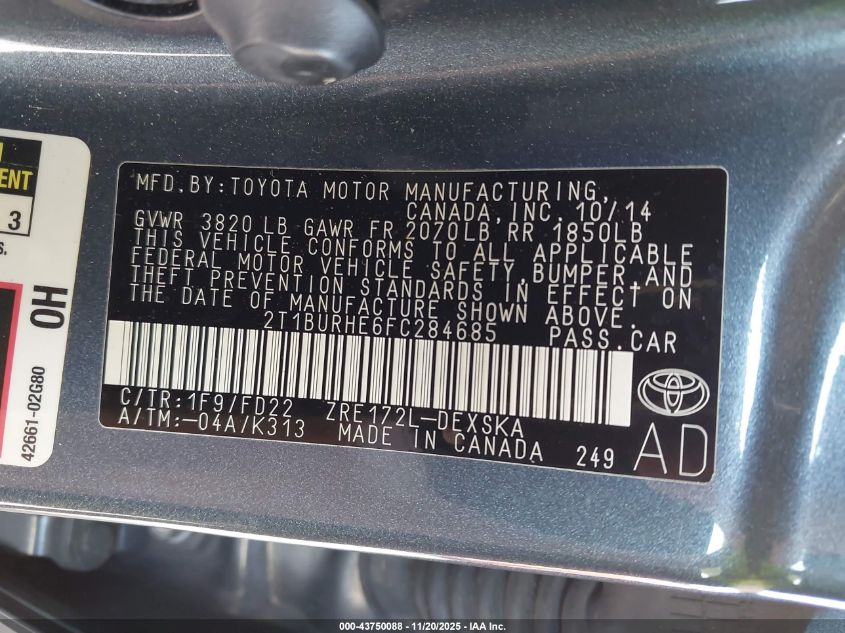 MFD.BY:TOYOTA MOTOR MANUFACTURING,
CANADA,INC. 10/14
GVWR 3820 LB GAWR FR 2070LB RR 1850LB
THIS VEHICLE CONFORMS TO ALL APPLICABLE
FEDERAL MOTOR VEHICLE SAFETY, BUMPER, AND
THEFT PREVENTION STANDARDS IN EFFECT ON
THE DATE OF MANUFACTURE SHOWN ABOVE.
2T1BURHE6FC284685 PASS.CAR
C/TR:1F9/FD22 ZRE172L-DEXSKA
A/TM:-04A/K313 MADE IN CANADA 249
AD
ENT
3
s.
OH
42661-02G80
000-43750088 - 11/20/2025 - IAA Inc.